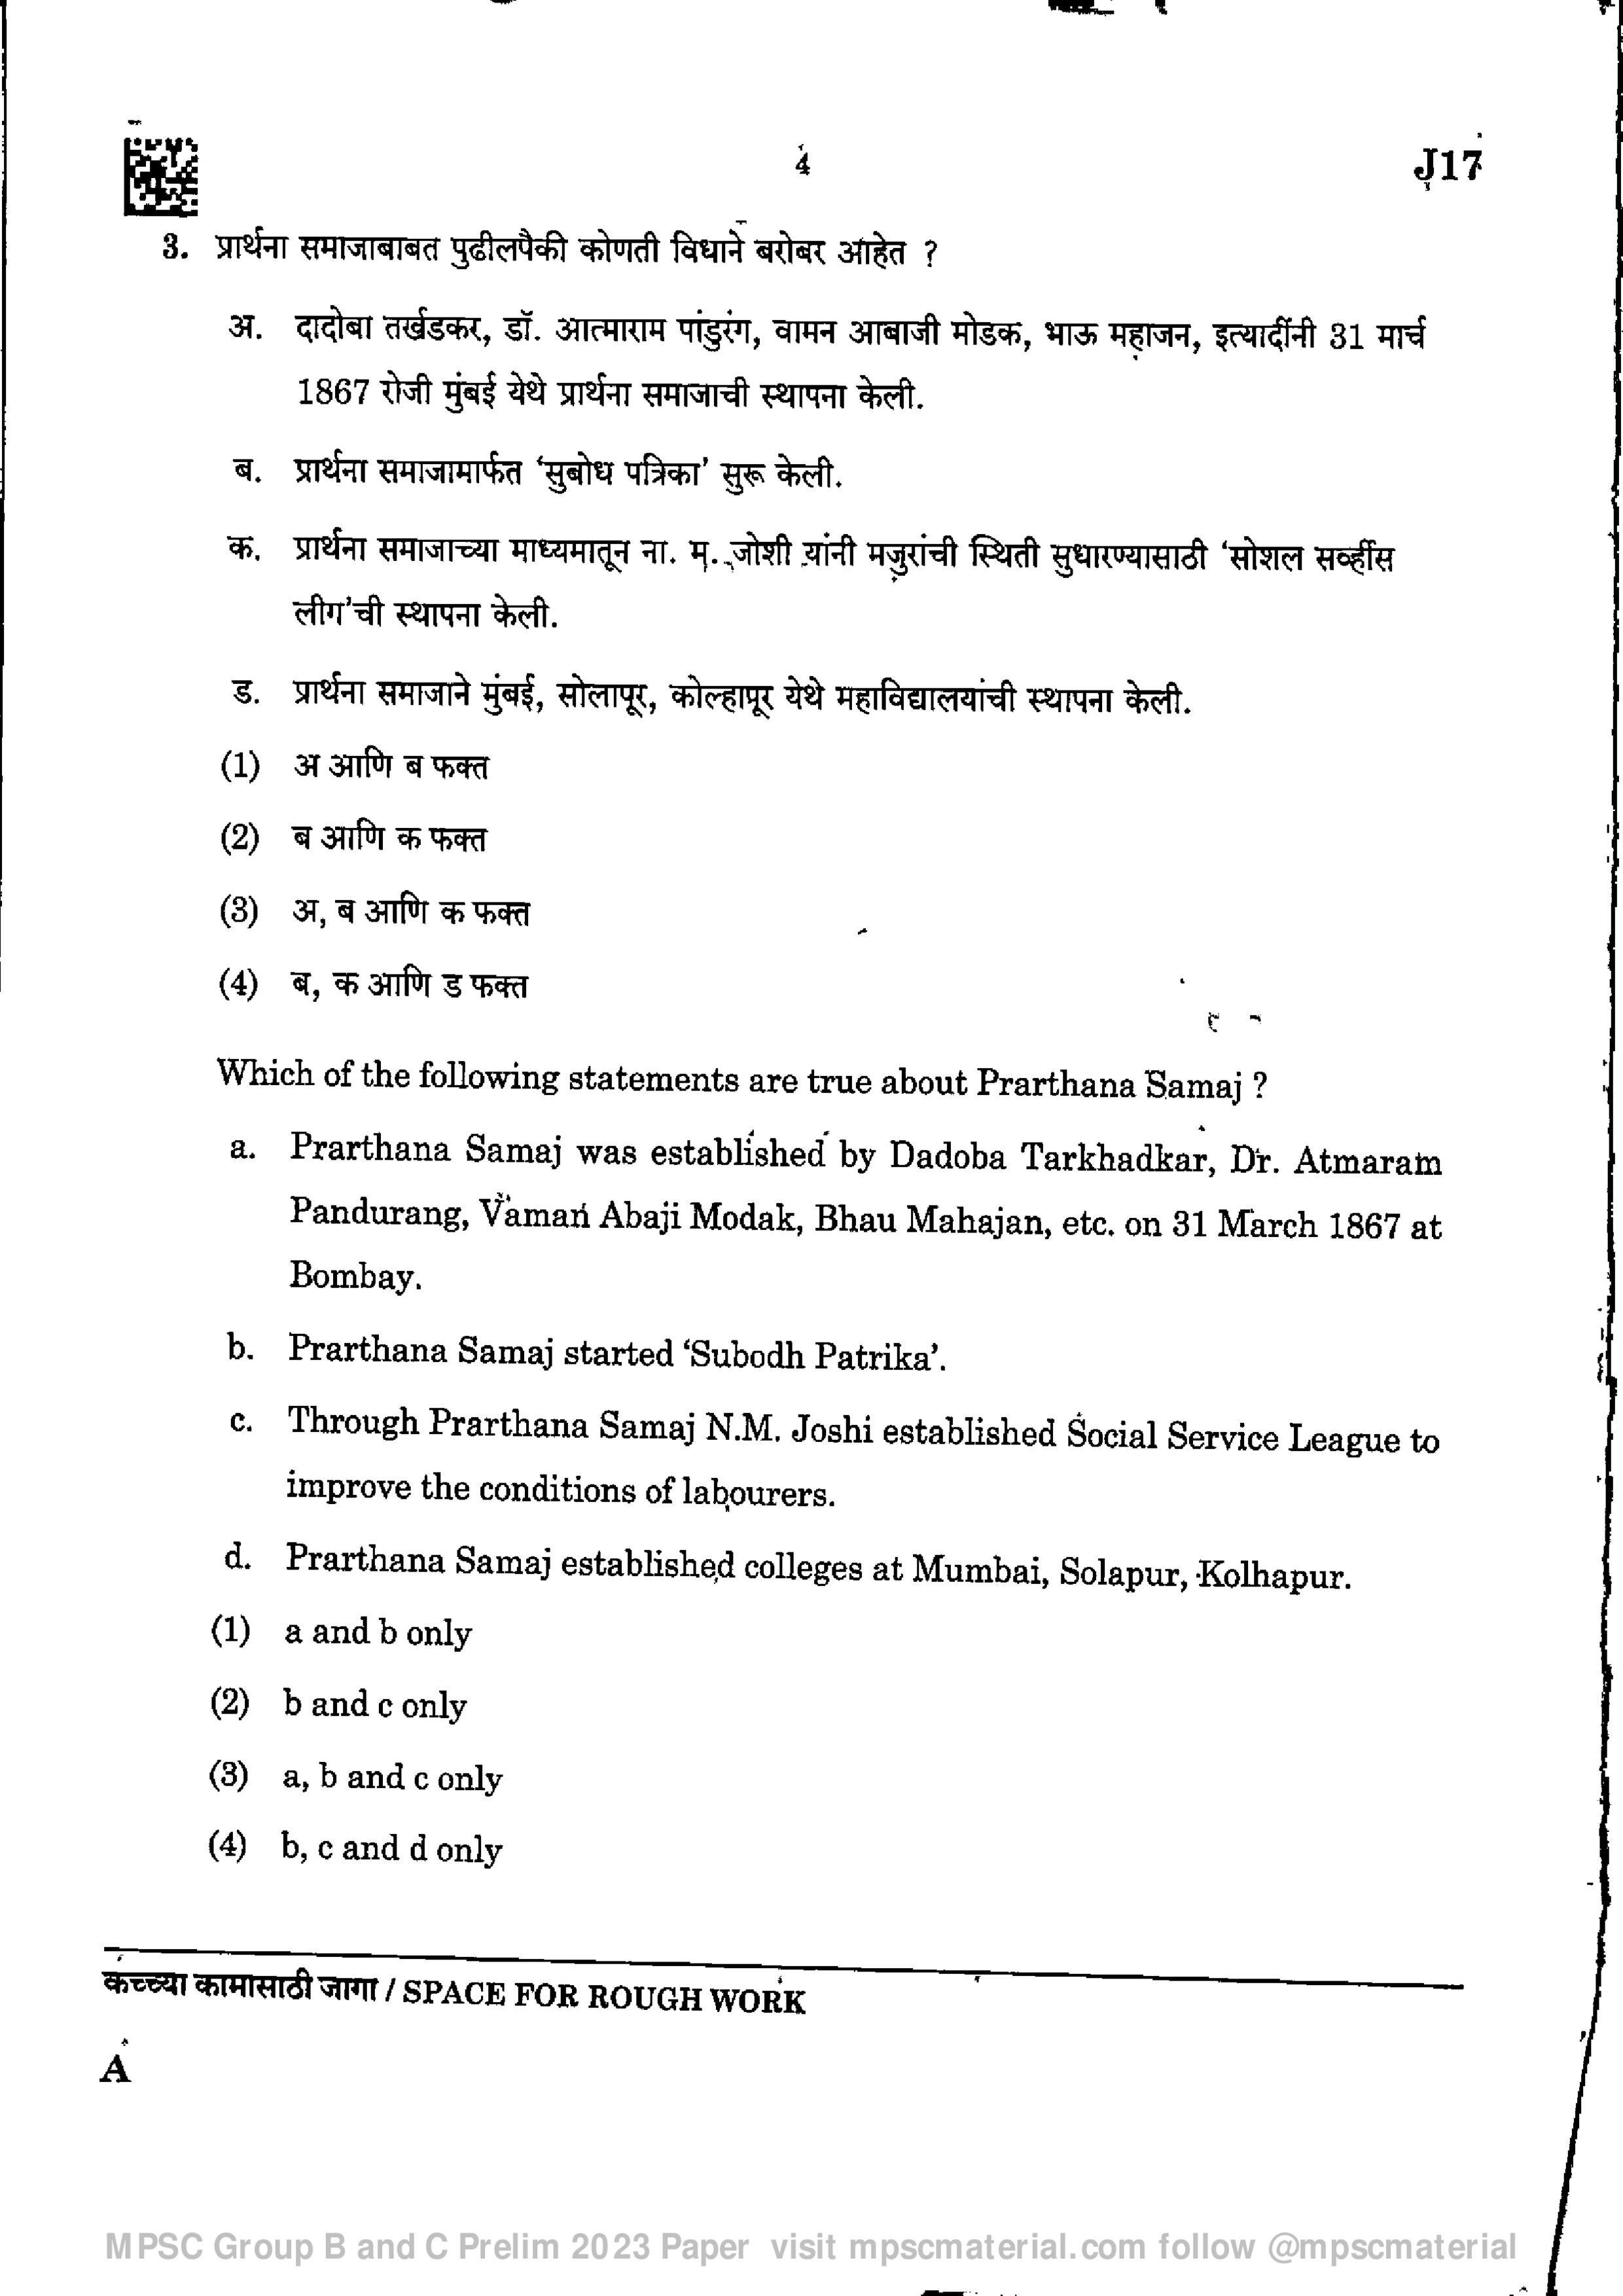 4
J17
3. प्रार्थना समाजाबाबत पुढीलपैकी कोणती विधाने बरोबर आहेत ?
अ. दादोबा तर्खडकर, डॉ. आत्माराम पांडुरंग, वामन आबाजी मोडक, भाऊ महाजन, इत्यादींनी 31 मार्च
1867 रोजी मुंबई येथे प्रार्थना समाजाची स्थापना केली.
ब. प्रार्थना समाजामार्फत ‘सुबोध पत्रिका’ सुरू केली.
क. प्रार्थना समाजाच्या माध्यमातून ना. म. जोशी यांनी मजुरांची स्थिती सुधारण्यासाठी ‘सोशल सर्व्हीस
लीग’ची स्थापना केली.
ड. प्रार्थना समाजाने मुंबई, सोलापूर, कोल्हापूर येथे महाविद्यालयांची स्थापना केली.
(1) अ आणि ब फक्त
(2) ब आणि क फक्त
(3) अ, ब आणि क फक्त
(4) ब, क आणि ड फक्त
Which of the following statements are true about Prarthana Samaj ?
a. Prarthana Samaj was established by Dadoba Tarkhadkar, Dr. Atmaram
Pandurang, Vaman Abaji Modak, Bhau Mahajan, etc. on 31 March 1867 at
Bombay.
b. Prarthana Samaj started ‘Subodh Patrika’.
c. Through Prarthana Samaj N.M. Joshi established Social Service League to
improve the conditions of labourers.
d. Prarthana Samaj established colleges at Mumbai, Solapur, Kolhapur.
(1) a and b only
(2) b and c only
(3) a, b and c only
(4) b, c and d only
कच्च्या कामासाठी जागा / SPACE FOR ROUGH WORK
A
MPSC Group B and C Prelim 2023 Paper visit mpscmaterial.com follow @mpscmaterial